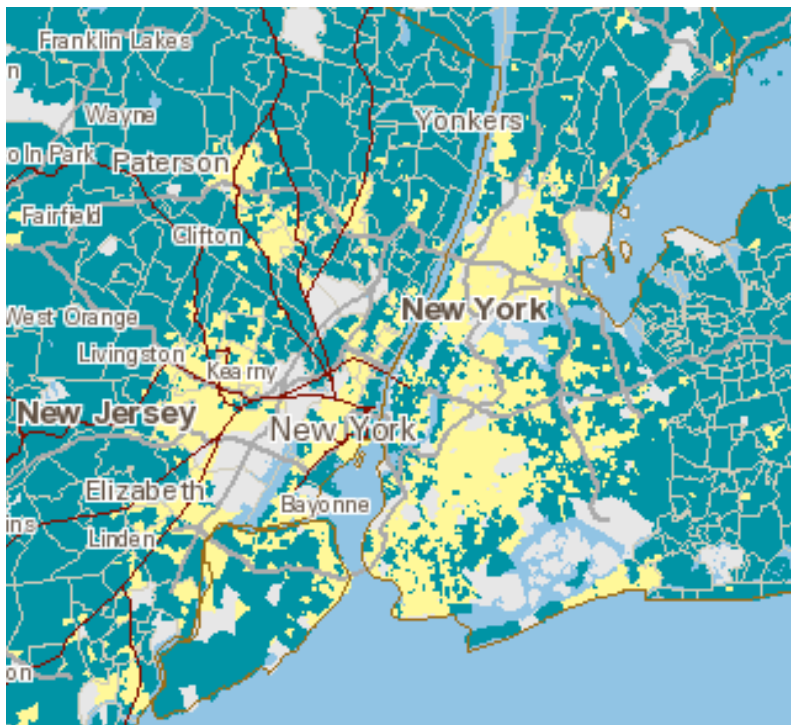 Franklin Lakes
n
Wayne
Yonkers
oln Park
Paterson
Fairfield
Clifton
New York
West Orange
Livingston
Kearny
New Jersey
New York
Elizabeth
Bayonne
ins
Linden
on